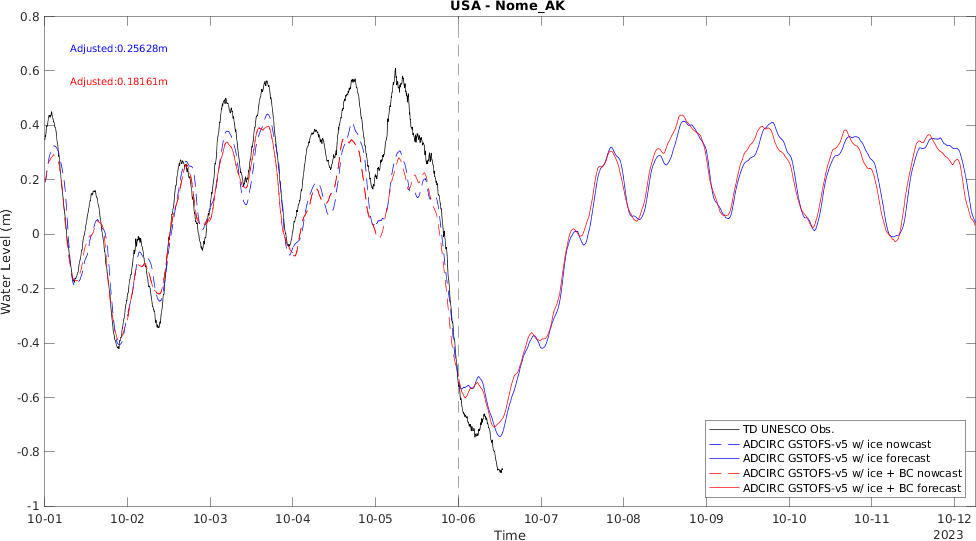 USA - Nome_AK
0.8
0.6
0.4
0.2
0
-0.2
-0.4
-0.6
-0.8
-1
Water Level (m)
Adjusted:0.25628m
Adjusted:0.18161m
TD UNESCO Obs.
ADCIRC GSTOFS-v5 w/ ice nowcast
ADCIRC GSTOFS-v5 w/ ice forecast
ADCIRC GSTOFS-v5 w/ ice + BC nowcast
ADCIRC GSTOFS-v5 w/ ice + BC forecast
10-01 10-02 10-03 10-04 10-05 10-06 10-07 10-08 10-09 10-10 10-11 10-12
Time
2023